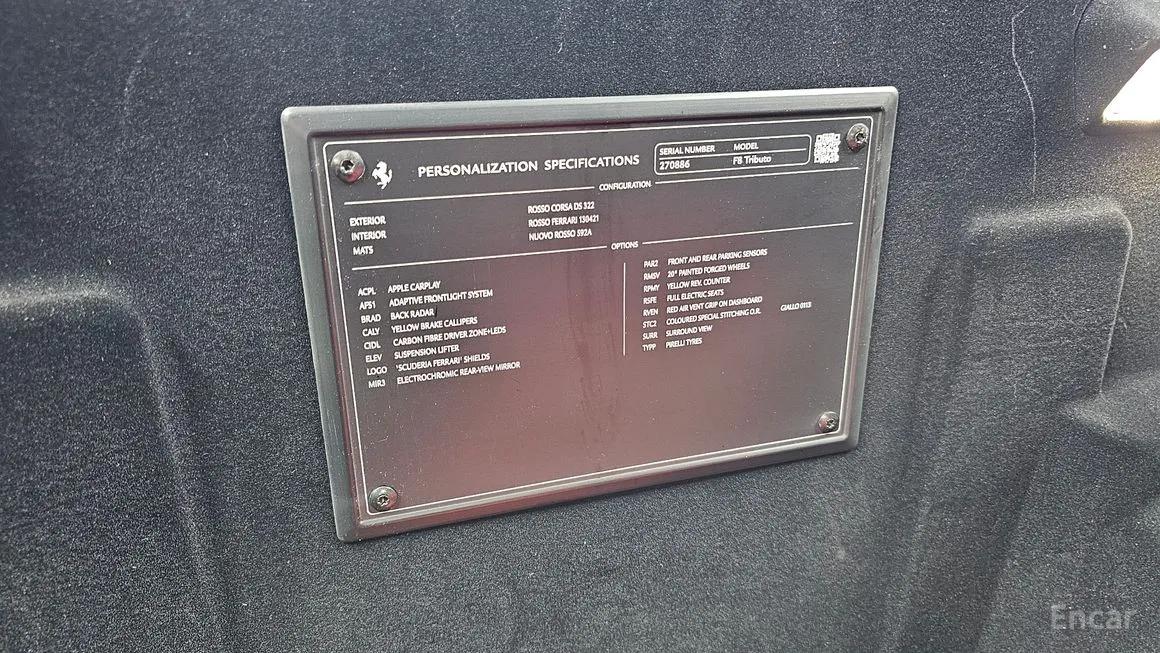 PERSONALIZATION SPECIFICATIONS
SERIAL NUMBER MODEL
270886 F8 Tributo
CONFIGURATION
EXTERIOR ROSSO CORSA DS 322
INTERIOR ROSSO FERRARI 130421
MATS NUOVO ROSSO 592A
OPTIONS
ACPL APPLE CARPLAY
AFS1 ADAPTIVE FRONTLIGHT SYSTEM
BRAD BACK RADAR
CALY YELLOW BRAKE CALLIPERS
CIDL CARBON FIBRE DRIVER ZONE+LEDS
ELEV SUSPENSION LIFTER
LOGO 'SCUDERIA FERRARI' SHIELDS
MIR3 ELECTROCHROMIC REAR-VIEW MIRROR
PAR2 FRONT AND REAR PARKING SENSORS
RMSV 20" PAINTED FORGED WHEELS
RPMY YELLOW REV. COUNTER
RSFE FULL ELECTRIC SEATS
RVEN RED AIR VENT GRIP ON DASHBOARD
STC2 COLOURED SPECIAL STITCHING O.R. GIALLO 0113
SURR SURROUND VIEW
TYPP PIRELLI TYRES
Encar